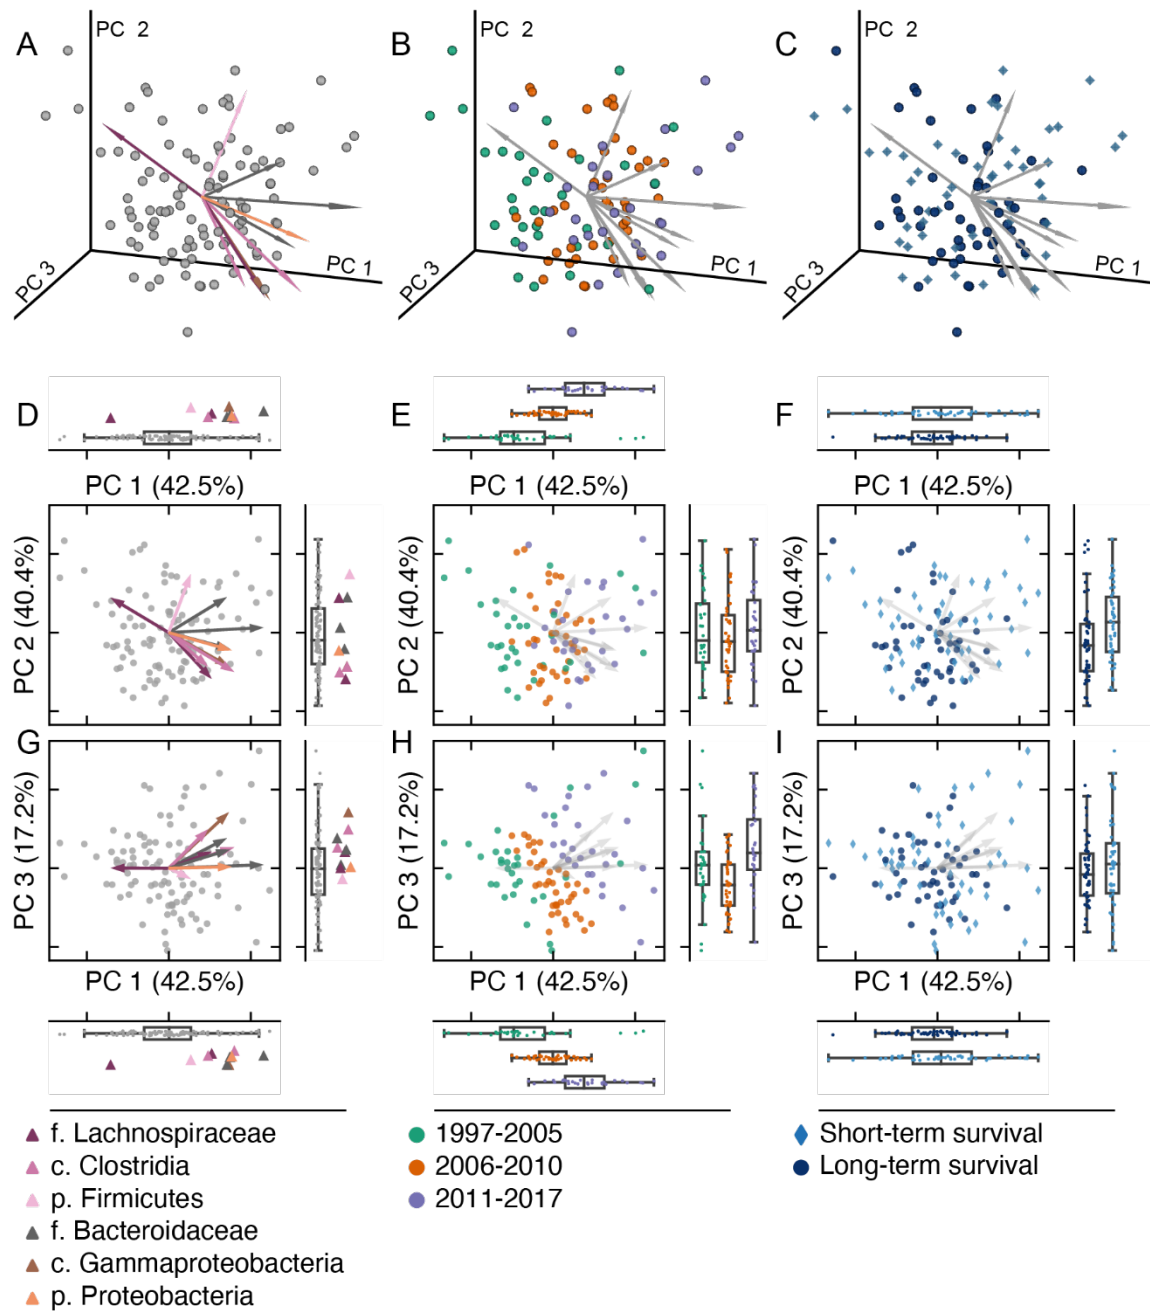 A
PC 2
PC 1
PC 3
B
PC 2
PC 1
PC 3
C
PC 2
PC 1
PC 3
D
PC 1 (42.5%)
PC 2 (40.4%)
E
PC 1 (42.5%)
PC 2 (40.4%)
F
PC 1 (42.5%)
PC 2 (40.4%)
G
PC 3 (17.2%)
PC 1 (42.5%)
H
PC 3 (17.2%)
PC 1 (42.5%)
I
PC 3 (17.2%)
PC 1 (42.5%)
f. Lachnospiraceae
c. Clostridia
p. Firmicutes
f. Bacteroidaceae
c. Gammaproteobacteria
p. Proteobacteria
1997-2005
2006-2010
2011-2017
Short-term survival
Long-term survival